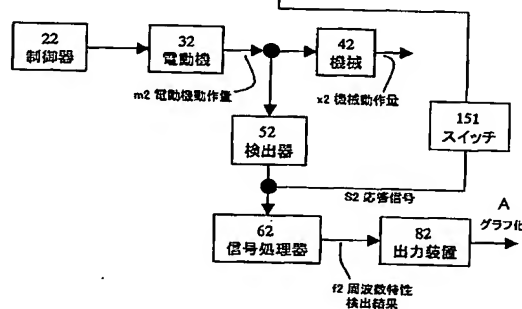 22
制御器
32
電動機
42
機械
m2 電動機動作量
x2 機械動作量
151
スイッチ
52
検出器
S2 応答信号
A
グラフ化
62
信号処理器
82
出力装置
f2 周波数特性
検出結果